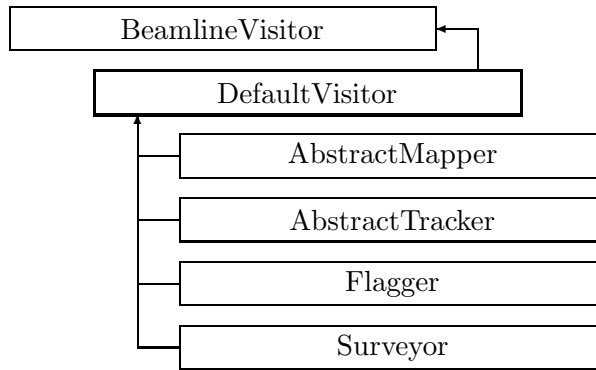 BeamlineVisitor
DefaultVisitor
AbstractMapper
AbstractTracker
Flagger
Surveyor